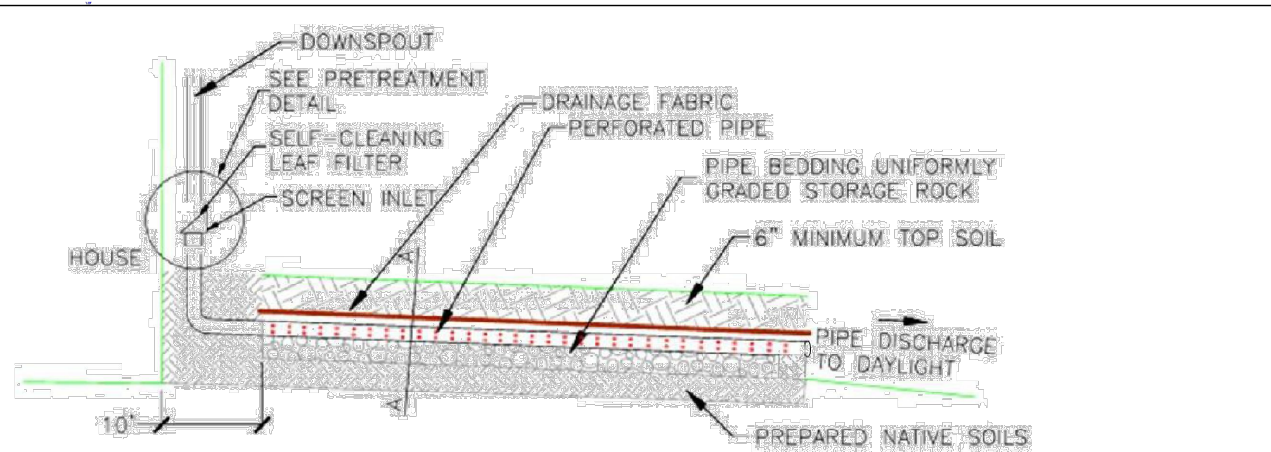 DOWNSPOUT
SEE PRETREATMENT
DETAIL
SELF-CLEANING
LEAF FILTER
SCREEN INLET
DRAINAGE FABRIC
PERFORATED PIPE
PIPE BEDDING UNIFORMLY
GRADED STORAGE ROCK
6" MINIMUM TOP SOIL
HOUSE
A
PIPE DISCHARGE
TO DAYLIGHT
A
10'
PREPARED NATIVE SOILS